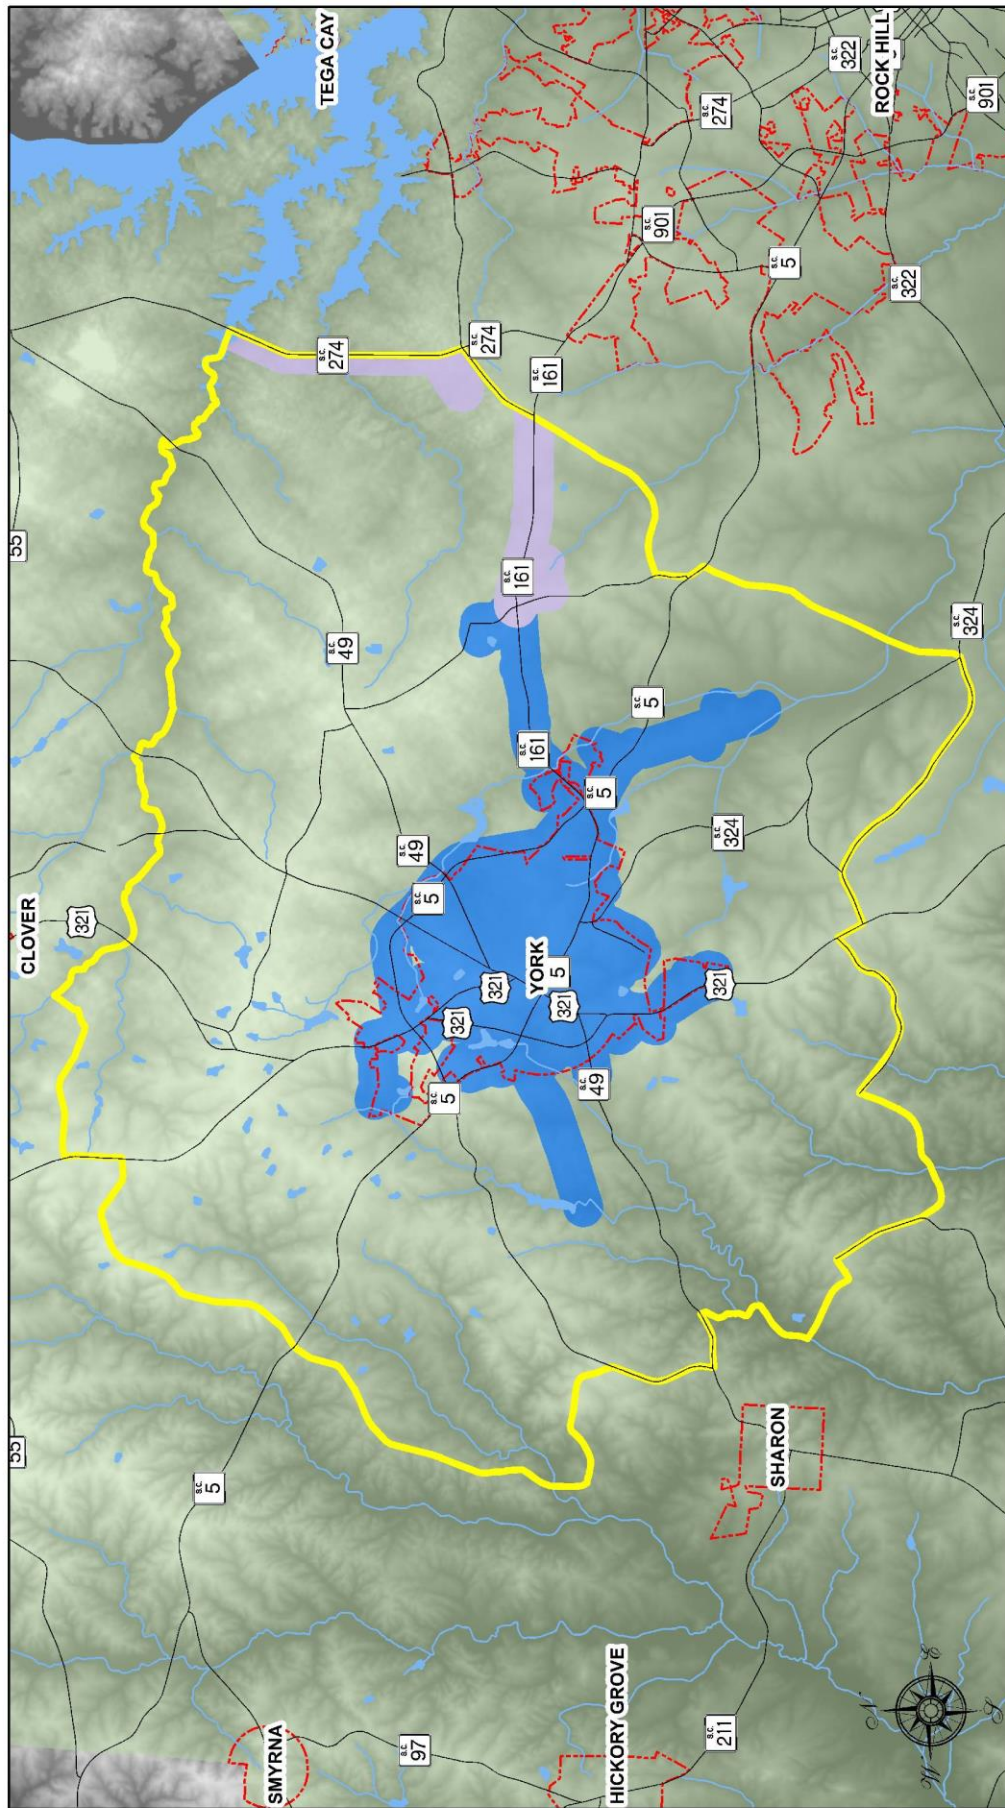 55
55
CLOVER
321
S.C. 5
SMYRNA
TEGA CAY
S.C. 274
S.C. 49
S.C. 97
S.C. 49
S.C. 5
S.C. 5
321
S.C. 274
321
S.C. 161
S.C. 161
YORK
S.C. 161
5
321
S.C. 49
S.C. 5
HICKORY GROVE
S.C. 5
S.C. 901
S.C. 274
321
S.C. 211
S.C. 324
SHARON
S.C. 5
S.C. 322
ROCK HILL
S.C. 322
S.C. 324
S.C. 901
N